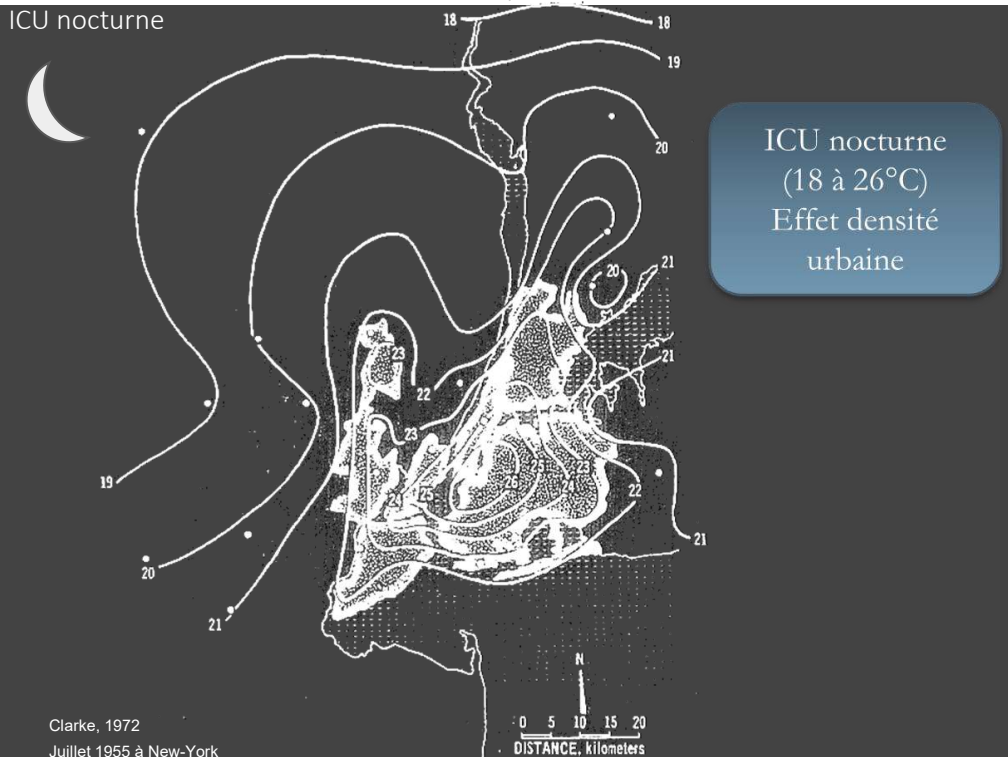 ICU nocturne
18
18
19
20
ICU nocturne
(18 à 26°C)
Effet densité
urbaine
20
21
21
23
22
23
25
23
26
24
24
25
22
19
20
21
21
N
0 5 10 15 20
DISTANCE, kilometers
Clarke, 1972
Juillet 1955 à New-York